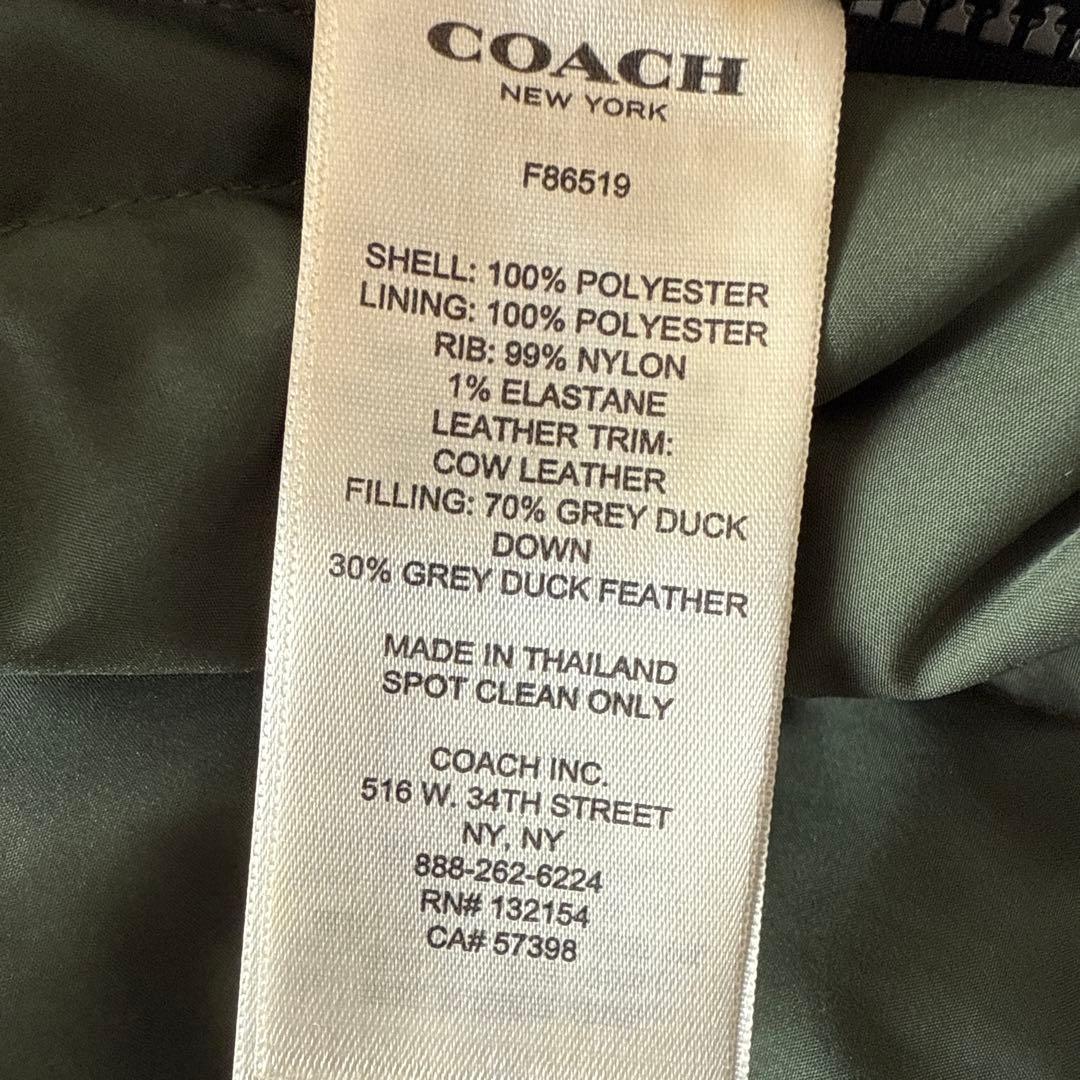 COACH
NEW YORK
F86519
SHELL: 100% POLYESTER
LINING: 100% POLYESTER
RIB: 99% NYLON
1% ELASTANE
LEATHER TRIM:
COW LEATHER
FILLING: 70% GREY DUCK
DOWN
30% GREY DUCK FEATHER
MADE IN THAILAND
SPOT CLEAN ONLY
COACH INC.
516 W. 34TH STREET
NY, NY
888-262-6224
RN# 132154
CA# 57398